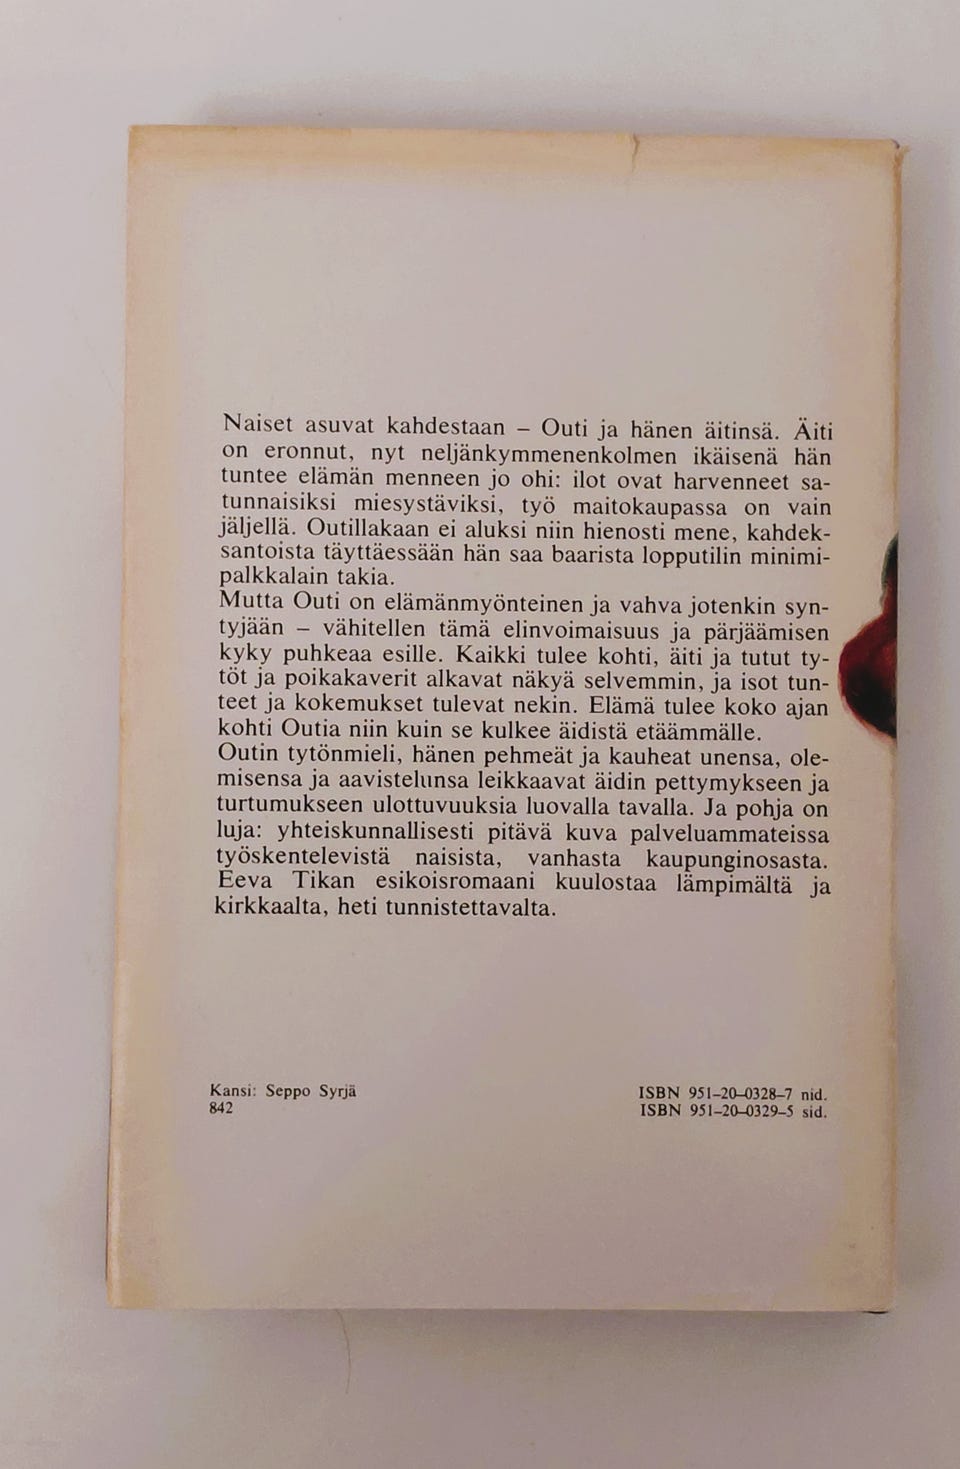 Naiset asuvat kahdestaan – Outi ja hänen äitinsä. Äiti
on eronnut, nyt neljänkymmenenkolmen ikäisenä hän
tuntee elämän menneen jo ohi: ilot ovat harvenneet sa-
tunnaisiksi miesystäviksi, työ maitokaupassa on vain
jäljellä. Outillakaan ei aluksi niin hienosti mene, kahdek-
santoista täyttäessään hän saa baarista lopputilin minimi-
palkkalain takia.
Mutta Outi on elämänmyönteinen ja vahva jotenkin syn-
tyjään – vähitellen tämä elinvoimaisuus ja pärjäämisen
kyky puhkeaa esille. Kaikki tulee kohti, äiti ja tutut ty-
töt ja poikakaverit alkavat näkyä selvemmin, ja isot tun-
teet ja kokemukset tulevat nekin. Elämä tulee koko ajan
kohti Outia niin kuin se kulkee äidistä etäämmälle.
Outin tytönmieli, hänen pehmeät ja kauheat unensa, ole-
misensa ja aavistelunsa leikkaavat äidin pettymykseen ja
turtumukseen ulottuvuuksia luovalla tavalla. Ja pohja on
luja: yhteiskunnallisesti pitävä kuva palveluammateissa
työskentelevistä naisista, vanhasta kaupunginosasta.
Eeva Tikan esikoisromaani kuulostaa lämpimältä ja
kirkkaalta, heti tunnistettavalta.
Kansi: Seppo Syrjä
842
ISBN 951–20–0328–7 nid.
ISBN 951–20–0329–5 sid.